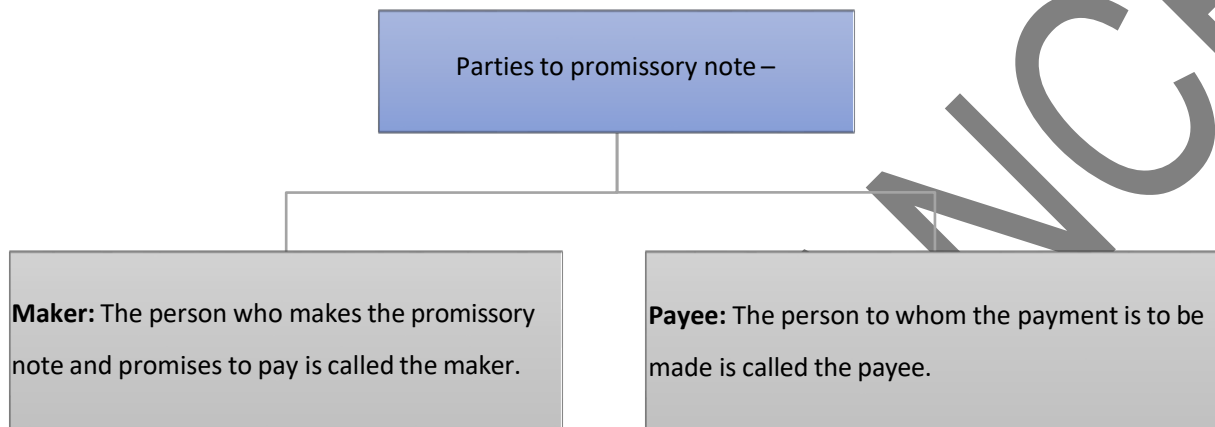 Parties to promissory note –
Maker: The person who makes the promissory
note and promises to pay is called the maker.
Payee: The person to whom the payment is to be
made is called the payee.